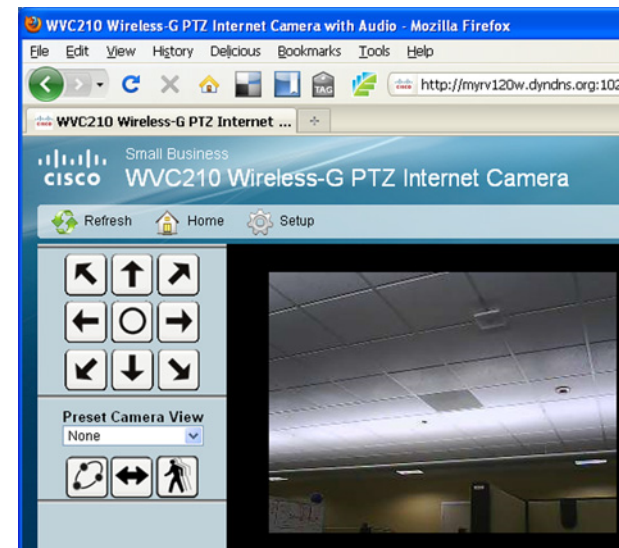 WVC210 Wireless-G PTZ Internet Camera with Audio - Mozilla Firefox
File Edit View History Delicious Bookmarks Tools Help
TAG
http://myrv120w.dyndns.org:102
WVC210 Wireless-G PTZ Internet ...
Small Business
CISCO WVC210 Wireless-G PTZ Internet Camera
Refresh Home Setup
Preset Camera View
None